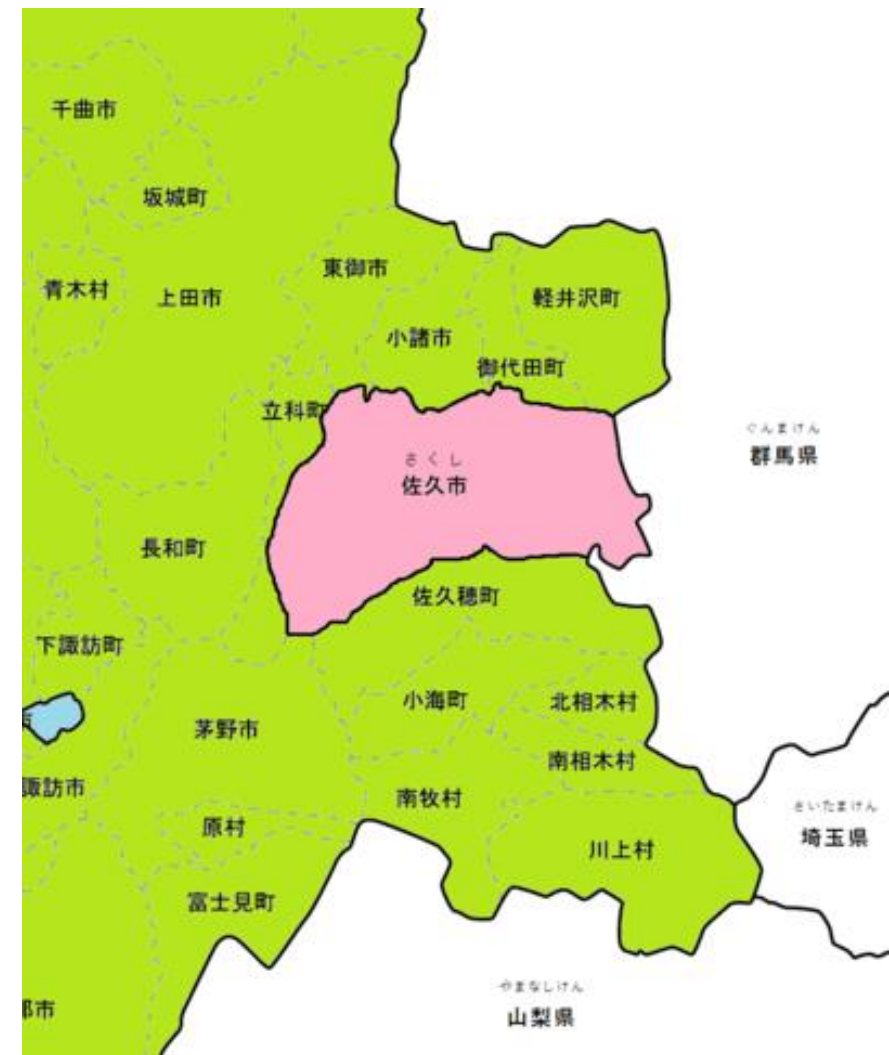 千曲市
坂城町
東御市
青木村
上田市
軽井沢町
小諸市
御代田町
立科町
ぐんまけん
群馬県
さくし
佐久市
長和町
佐久穂町
下諏訪町
小海町
北相木村
茅野市
南相木村
諏訪市
南牧村
さいたまけん
埼玉県
原村
川上村
富士見町
やまなしけん
山梨県
市